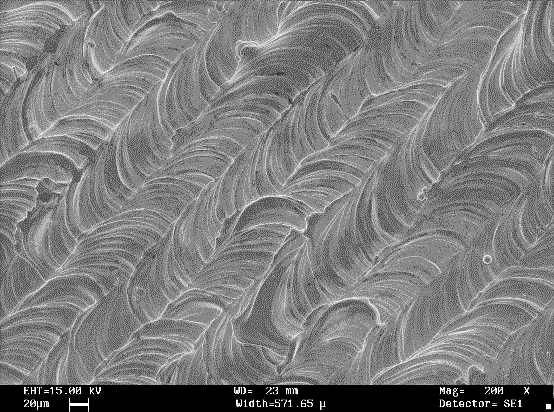 EHT=15.00 kV WD= 23 mm Mag= 200 X
20µm Width=571.65 µ Detector= SE1